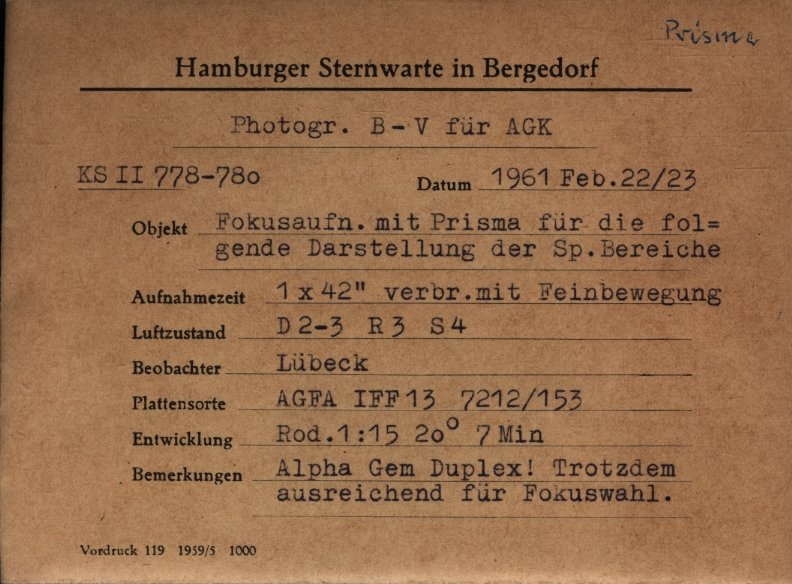 Prisma
Hamburger Sternwarte in Bergedorf
Photogr. B-V für AGK
KS II 778-78o
Datum 1961 Feb.22/23
Objekt Fokusaufn. mit Prisma für die fol=
gende Darstellung der Sp.Bereiche
Aufnahmezeit 1 x 42" verbr.mit Feinbewegung
Luftzustand D 2-3 R 3 S 4
Beobachter Lübeck
Plattensorte AGFA IFF 13 7212/153
Entwicklung Rod.1:15 2o° 7 Min
Bemerkungen Alpha Gem Duplex! Trotzdem
ausreichend für Fokuswahl.
Vordruck 119 1959/5 1000